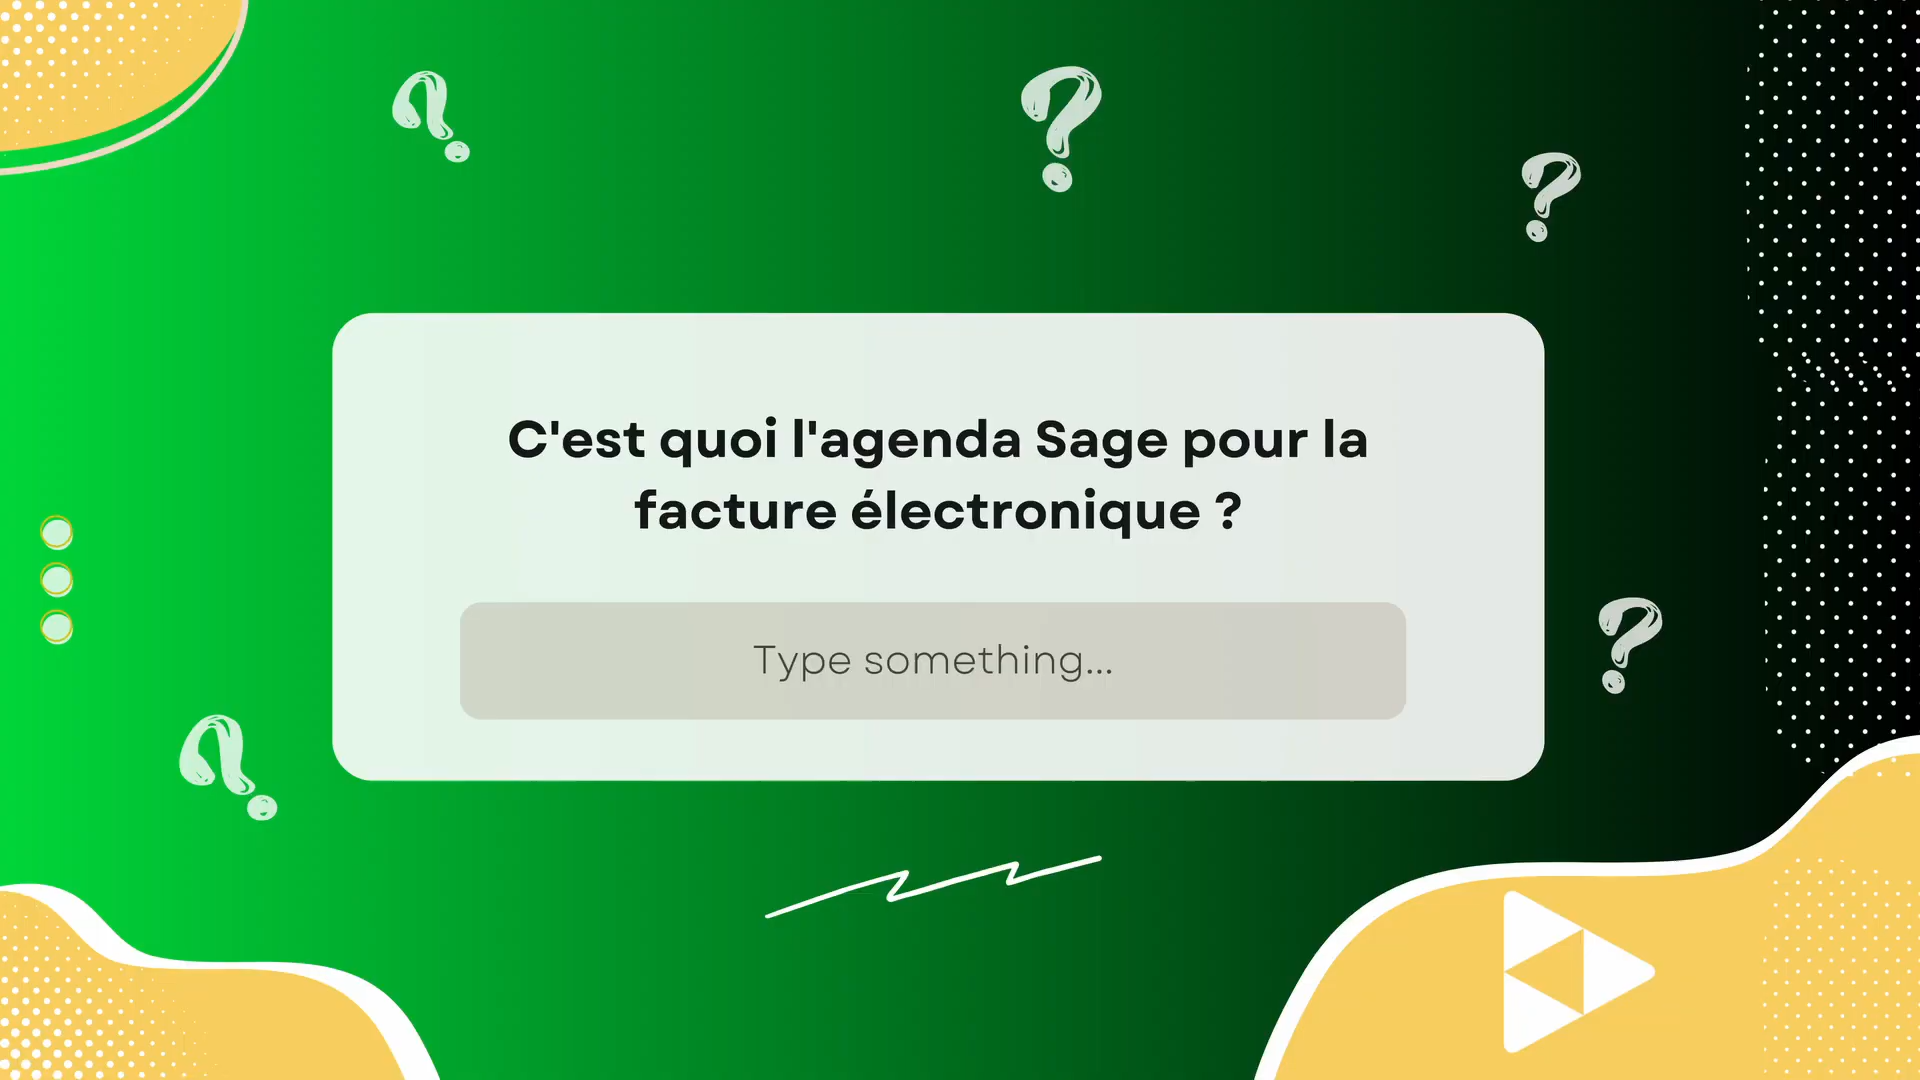 C'est quoi l'agenda Sage pour la
facture électronique ?
Type something...